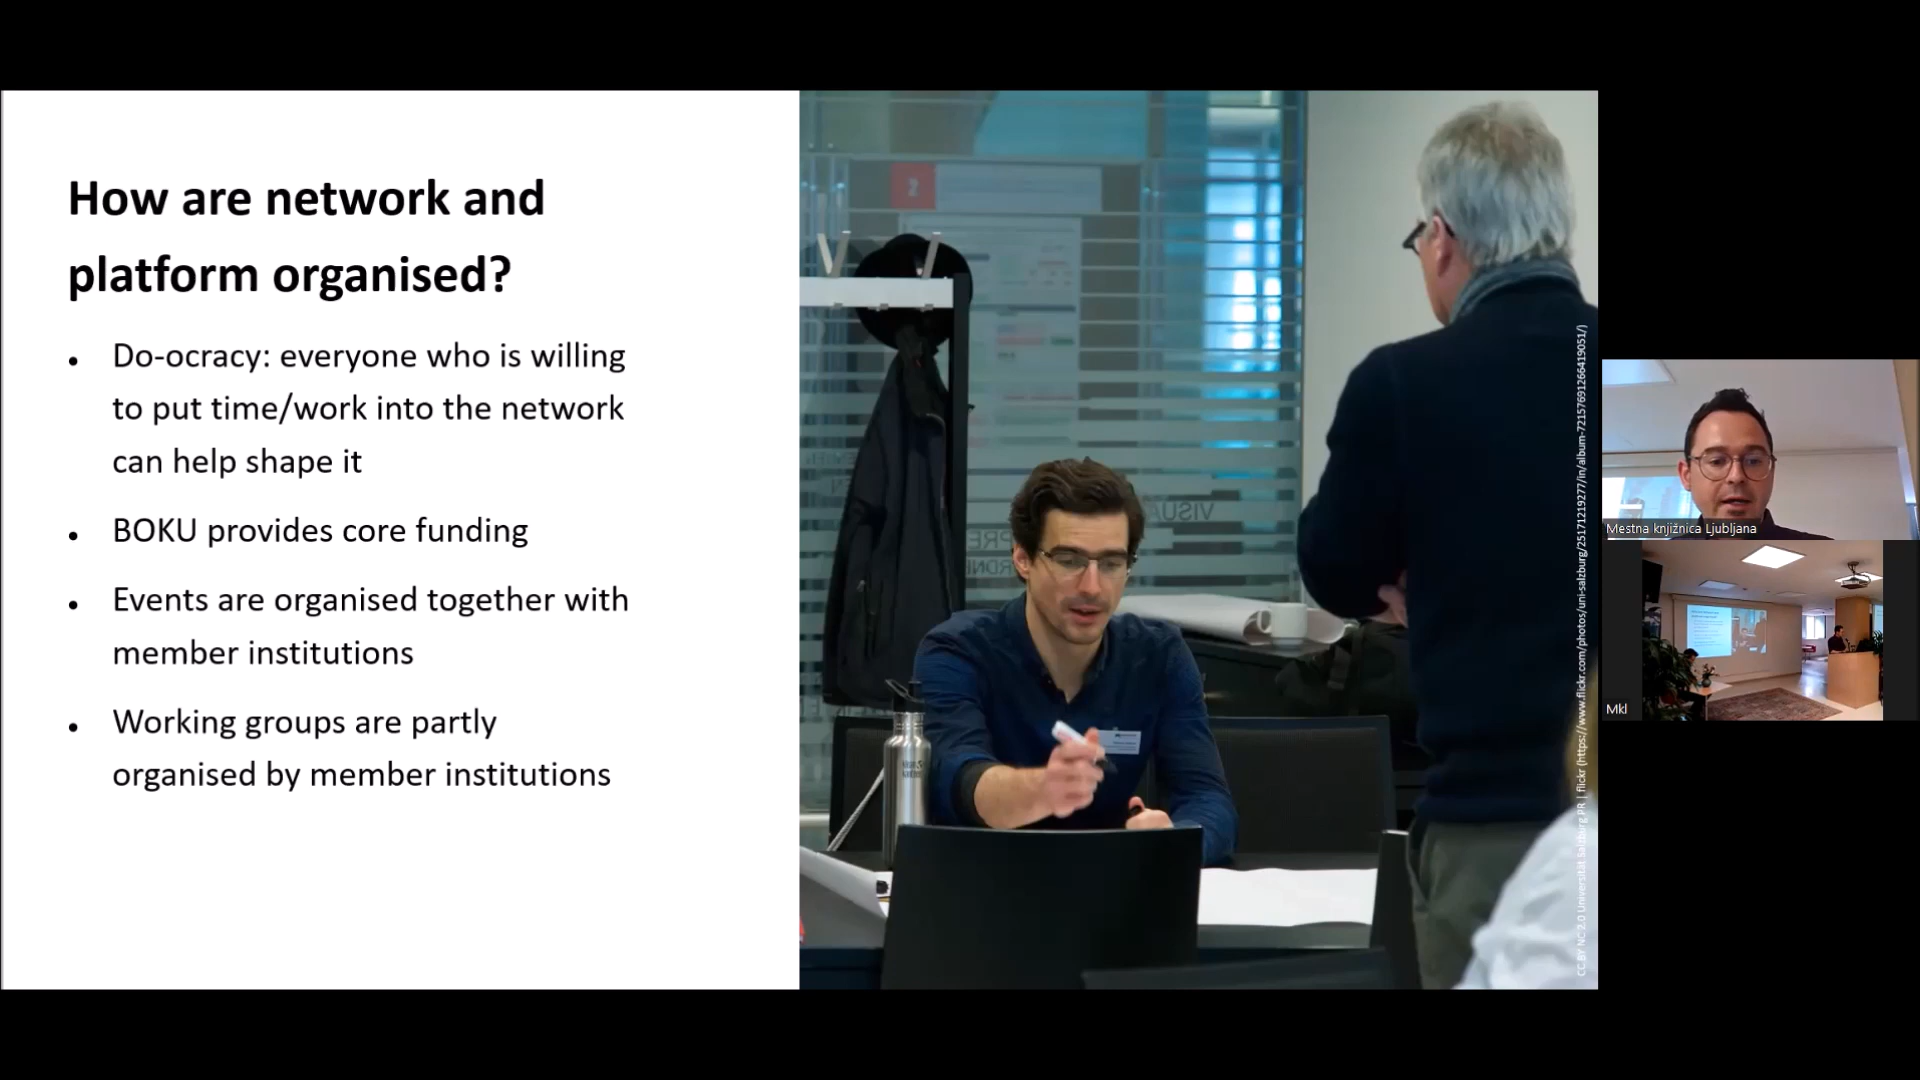 How are network and
platform organised?
• Do-ocracy: everyone who is willing
to put time/work into the network
can help shape it
• BOKU provides core funding
• Events are organised together with
member institutions
• Working groups are partly
organised by member institutions
2
CC BY NC 2.0 Universität Salzburg PR | flickr (https://www.flickr.com/photos/uni-salzburg/25171219277/in/album-72157691266419051/)
Mestna knjižnica Ljubljana
Mkl